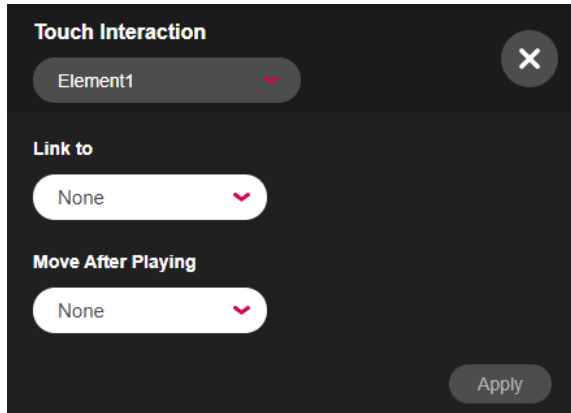 Touch Interaction
Element1
Link to
None
Move After Playing
None
Apply